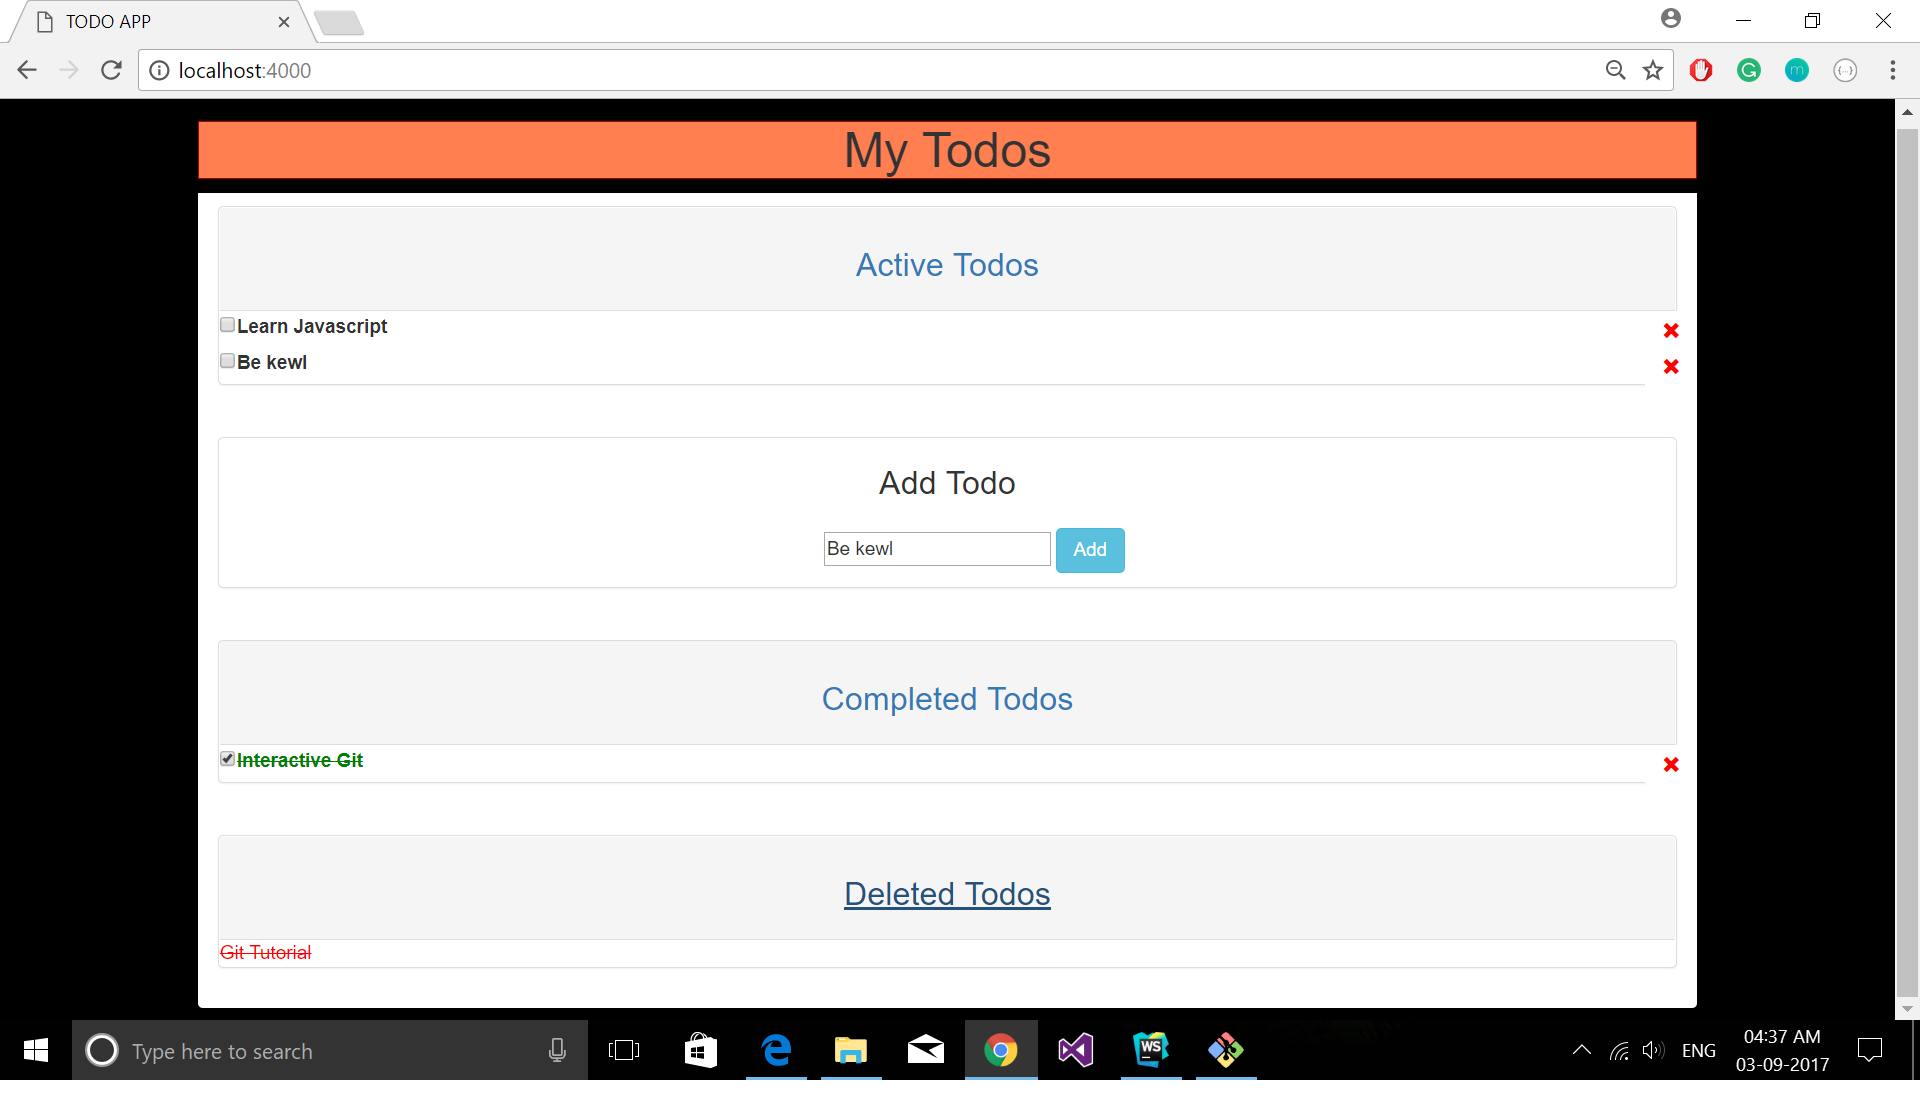 TODO APP
localhost:4000
My Todos
Active Todos
Learn Javascript
Be kewl
Add Todo
Be kewl Add
Completed Todos
Interactive Git
Deleted Todos
Git Tutorial
Type here to search
WS
ENG
04:37 AM
03-09-2017